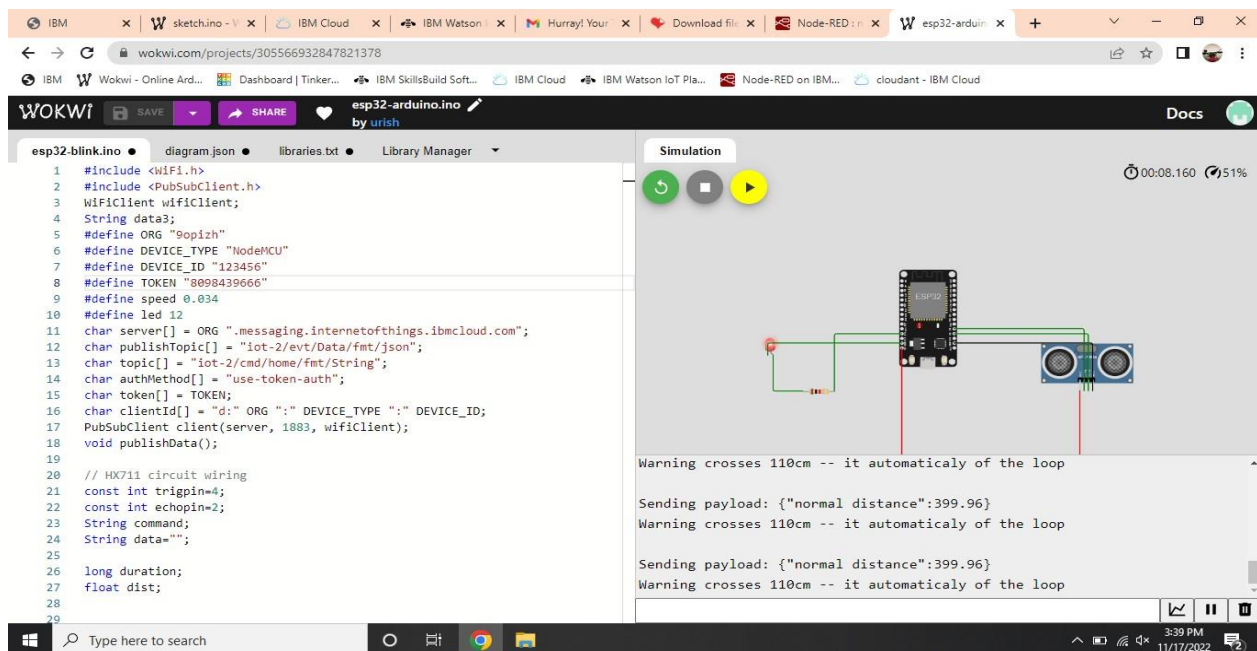 IBM
sketch.ino - W
IBM Cloud
IBM Watson I
Hurray! Your
Download file
Node-RED : n
esp32-arduin
wokwi.com/projects/305566932847821378
IBM
Wokwi - Online Ard...
Dashboard | Tinker...
IBM SkillsBuild Soft...
IBM Cloud
IBM Watson IoT Pla...
Node-RED on IBM...
cloudant - IBM Cloud
WOKWI
SAVE
SHARE
esp32-arduino.ino
by urish
Docs
esp32-blink.ino ●
diagram.json ●
libraries.txt ●
Library Manager
Simulation
00:08.160
51%
1 #include <WiFi.h>
2 #include <PubSubClient.h>
3 WiFiClient wifiClient;
4 String data3;
5 #define ORG "9opizh"
6 #define DEVICE_TYPE "NodeMCU"
7 #define DEVICE_ID "123456"
8 #define TOKEN "8098439666"
9 #define speed 0.034
10 #define led 12
11 char server[] = ORG ".messaging.internetofthings.ibmcloud.com";
12 char publishTopic[] = "iot-2/evt/Data/fmt/json";
13 char topic[] = "iot-2/cmd/home/fmt/String";
14 char authMethod[] = "use-token-auth";
15 char token[] = TOKEN;
16 char clientId[] = "d:" ORG ":" DEVICE_TYPE ":" DEVICE_ID;
17 PubSubClient client(server, 1883, wifiClient);
18 void publishData();
19
20 // HX711 circuit wiring
21 const int trigpin=4;
22 const int echopin=2;
23 String command;
24 String data="";
25
26 long duration;
27 float dist;
28
29
ESP32
Warning crosses 110cm -- it automaticaly of the loop
Sending payload: {"normal distance":399.96}
Warning crosses 110cm -- it automaticaly of the loop
Sending payload: {"normal distance":399.96}
Warning crosses 110cm -- it automaticaly of the loop
Type here to search
3:39 PM
11/17/2022
2